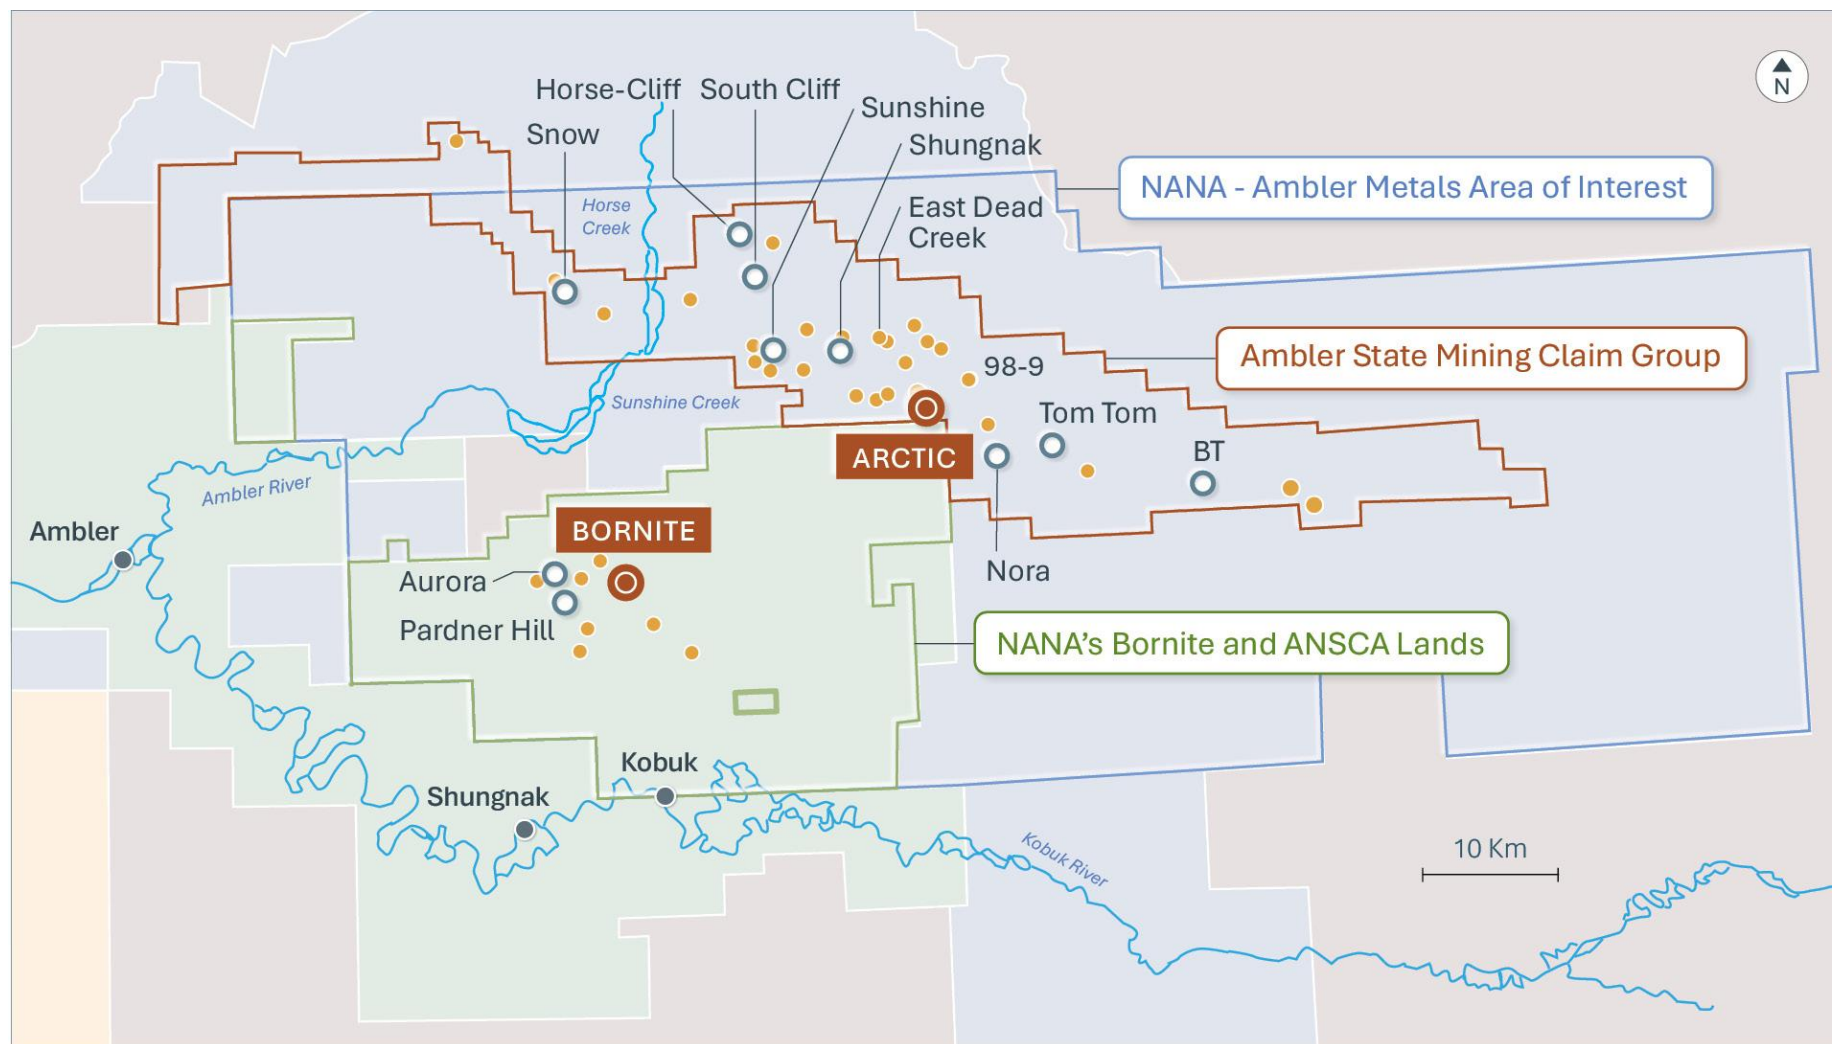 N
Horse-Cliff
South Cliff
Sunshine
Snow
Shungnak
NANA - Ambler Metals Area of Interest
Horse
Creek
East Dead
Creek
Ambler State Mining Claim Group
98-9
Sunshine Creek
Tom Tom
ARCTIC
BT
Ambler River
Ambler
BORNITE
Nora
Aurora
Pardner Hill
NANA's Bornite and ANSCA Lands
Kobuk
Shungnak
Kobuk River
10 Km